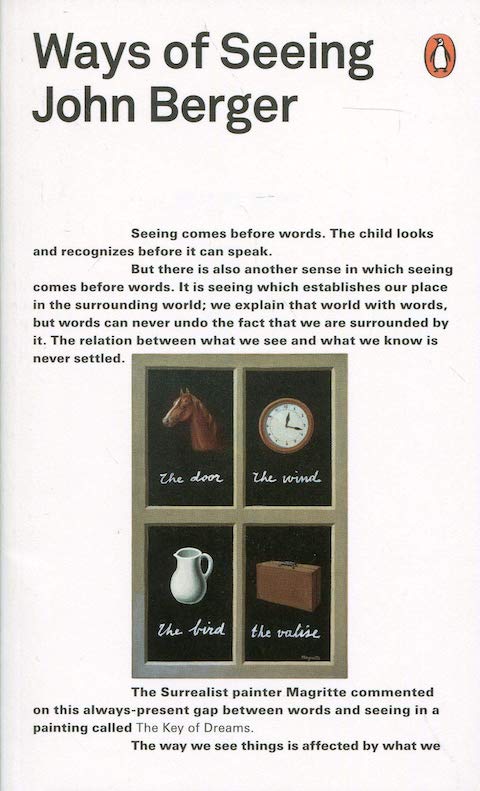 Ways of Seeing
John Berger
Seeing comes before words. The child looks
and recognizes before it can speak.
But there is also another sense in which seeing
comes before words. It is seeing which establishes our place
in the surrounding world; we explain that world with words,
but words can never undo the fact that we are surrounded by
it. The relation between what we see and what we know is
never settled.
The door
The wind
The bird
the valise
Magritte
The Surrealist painter Magritte commented
on this always-present gap between words and seeing in a
painting called The Key of Dreams.
The way we see things is affected by what we